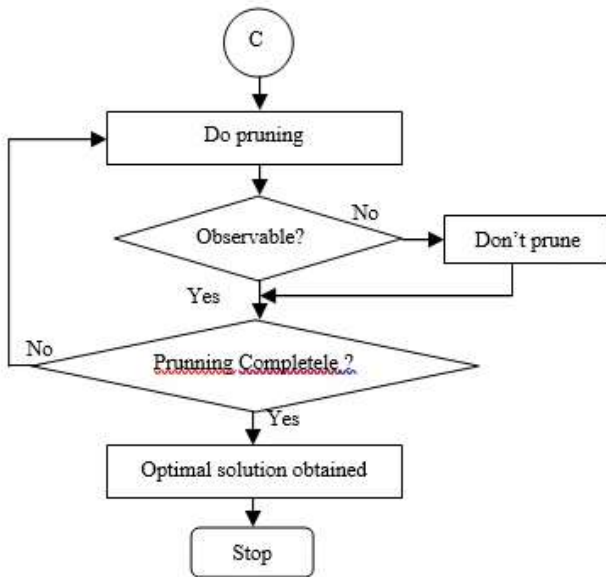 C
Do pruning
No
Observable?
Don't prune
Yes
No
Prunning Completele ?
Yes
Optimal solution obtained
Stop